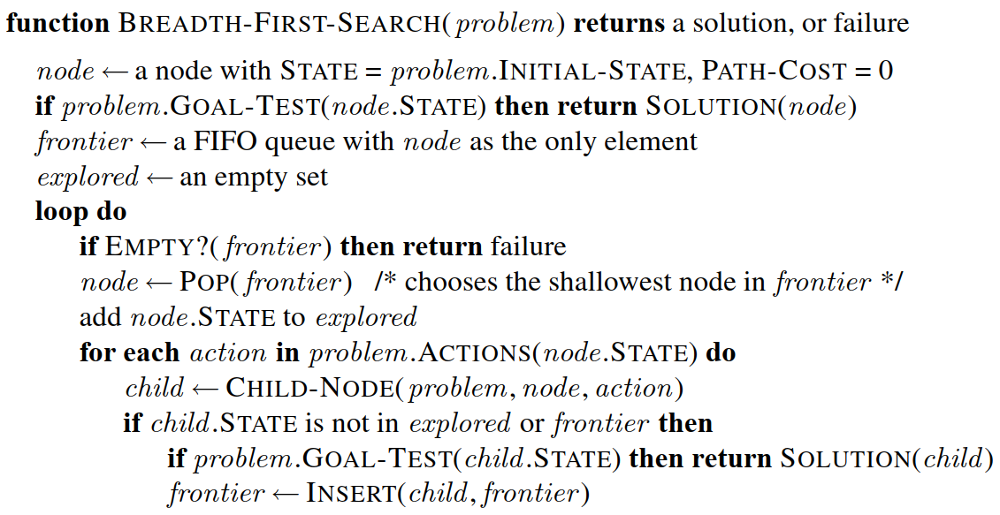 function BREADTH-FIRST-SEARCH(problem) returns a solution, or failure
node ← a node with STATE = problem.INITIAL-STATE, PATH-COST = 0
if problem.GOAL-TEST(node.STATE) then return SOLUTION(node)
frontier ← a FIFO queue with node as the only element
explored ← an empty set
loop do
if EMPTY?(frontier) then return failure
node ← POP(frontier) /* chooses the shallowest node in frontier */
add node.STATE to explored
for each action in problem.ACTIONS(node.STATE) do
child ← CHILD-NODE(problem, node, action)
if child.STATE is not in explored or frontier then
if problem.GOAL-TEST(child.STATE) then return SOLUTION(child)
frontier ← INSERT(child, frontier)